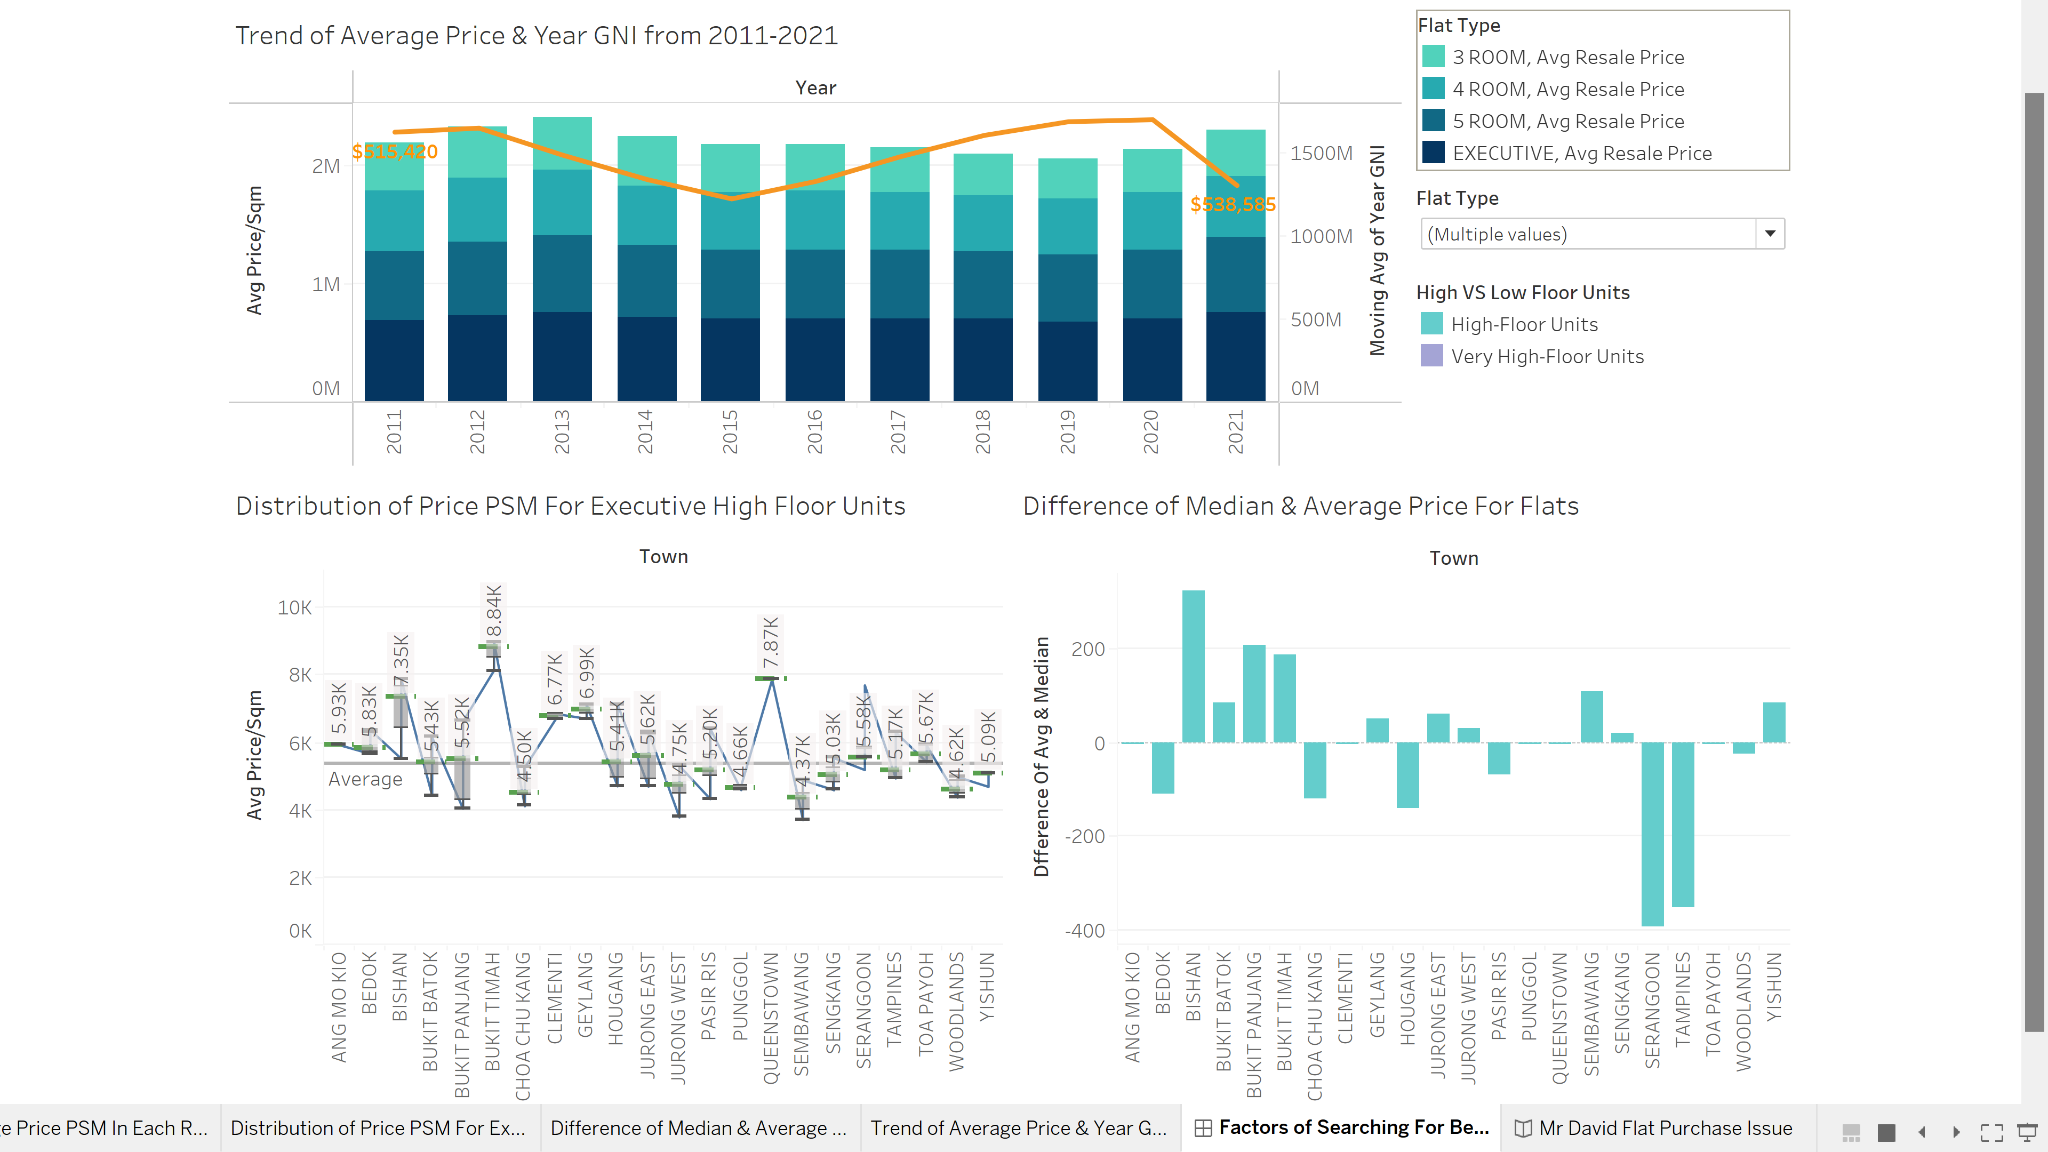 Trend of Average Price & Year GNI from 2011-2021
Year
Avg Price/Sqm
2M
1M
0M
$515,420
$538,585
1500M
1000M
500M
0M
Moving Avg of Year GNI
2011
2012
2013
2014
2015
2016
2017
2018
2019
2020
2021
Flat Type
3 ROOM, Avg Resale Price
4 ROOM, Avg Resale Price
5 ROOM, Avg Resale Price
EXECUTIVE, Avg Resale Price
Flat Type
(Multiple values)
High VS Low Floor Units
High-Floor Units
Very High-Floor Units
Distribution of Price PSM For Executive High Floor Units
Town
Avg Price/Sqm
10K
8K
6K
4K
2K
0K
Average
5.93K
5.83K
7.35K
5.43K
5.52K
8.84K
4.50K
6.77K
6.99K
5.41K
5.62K
4.75K
5.20K
4.66K
7.87K
4.37K
5.03K
5.58K
5.17K
5.67K
4.62K
5.09K
ANG MO KIO
BEDOK
BISHAN
BUKIT BATOK
BUKIT PANJANG
BUKIT TIMAH
CHOA CHU KANG
CLEMENTI
GEYLANG
HOUGANG
JURONG EAST
JURONG WEST
PASIR RIS
PUNGGOL
QUEENSTOWN
SEMBAWANG
SENGKANG
SERANGOON
TAMPINES
TOA PAYOH
WOODLANDS
YISHUN
Difference of Median & Average Price For Flats
Town
Dfference Of Avg & Median
200
0
-200
-400
ANG MO KIO
BEDOK
BISHAN
BUKIT BATOK
BUKIT PANJANG
BUKIT TIMAH
CHOA CHU KANG
CLEMENTI
GEYLANG
HOUGANG
JURONG EAST
JURONG WEST
PASIR RIS
PUNGGOL
QUEENSTOWN
SEMBAWANG
SENGKANG
SERANGOON
TAMPINES
TOA PAYOH
WOODLANDS
YISHUN
ge Price PSM In Each R...
Distribution of Price PSM For Ex...
Difference of Median & Average ...
Trend of Average Price & Year G...
Factors of Searching For Be...
Mr David Flat Purchase Issue